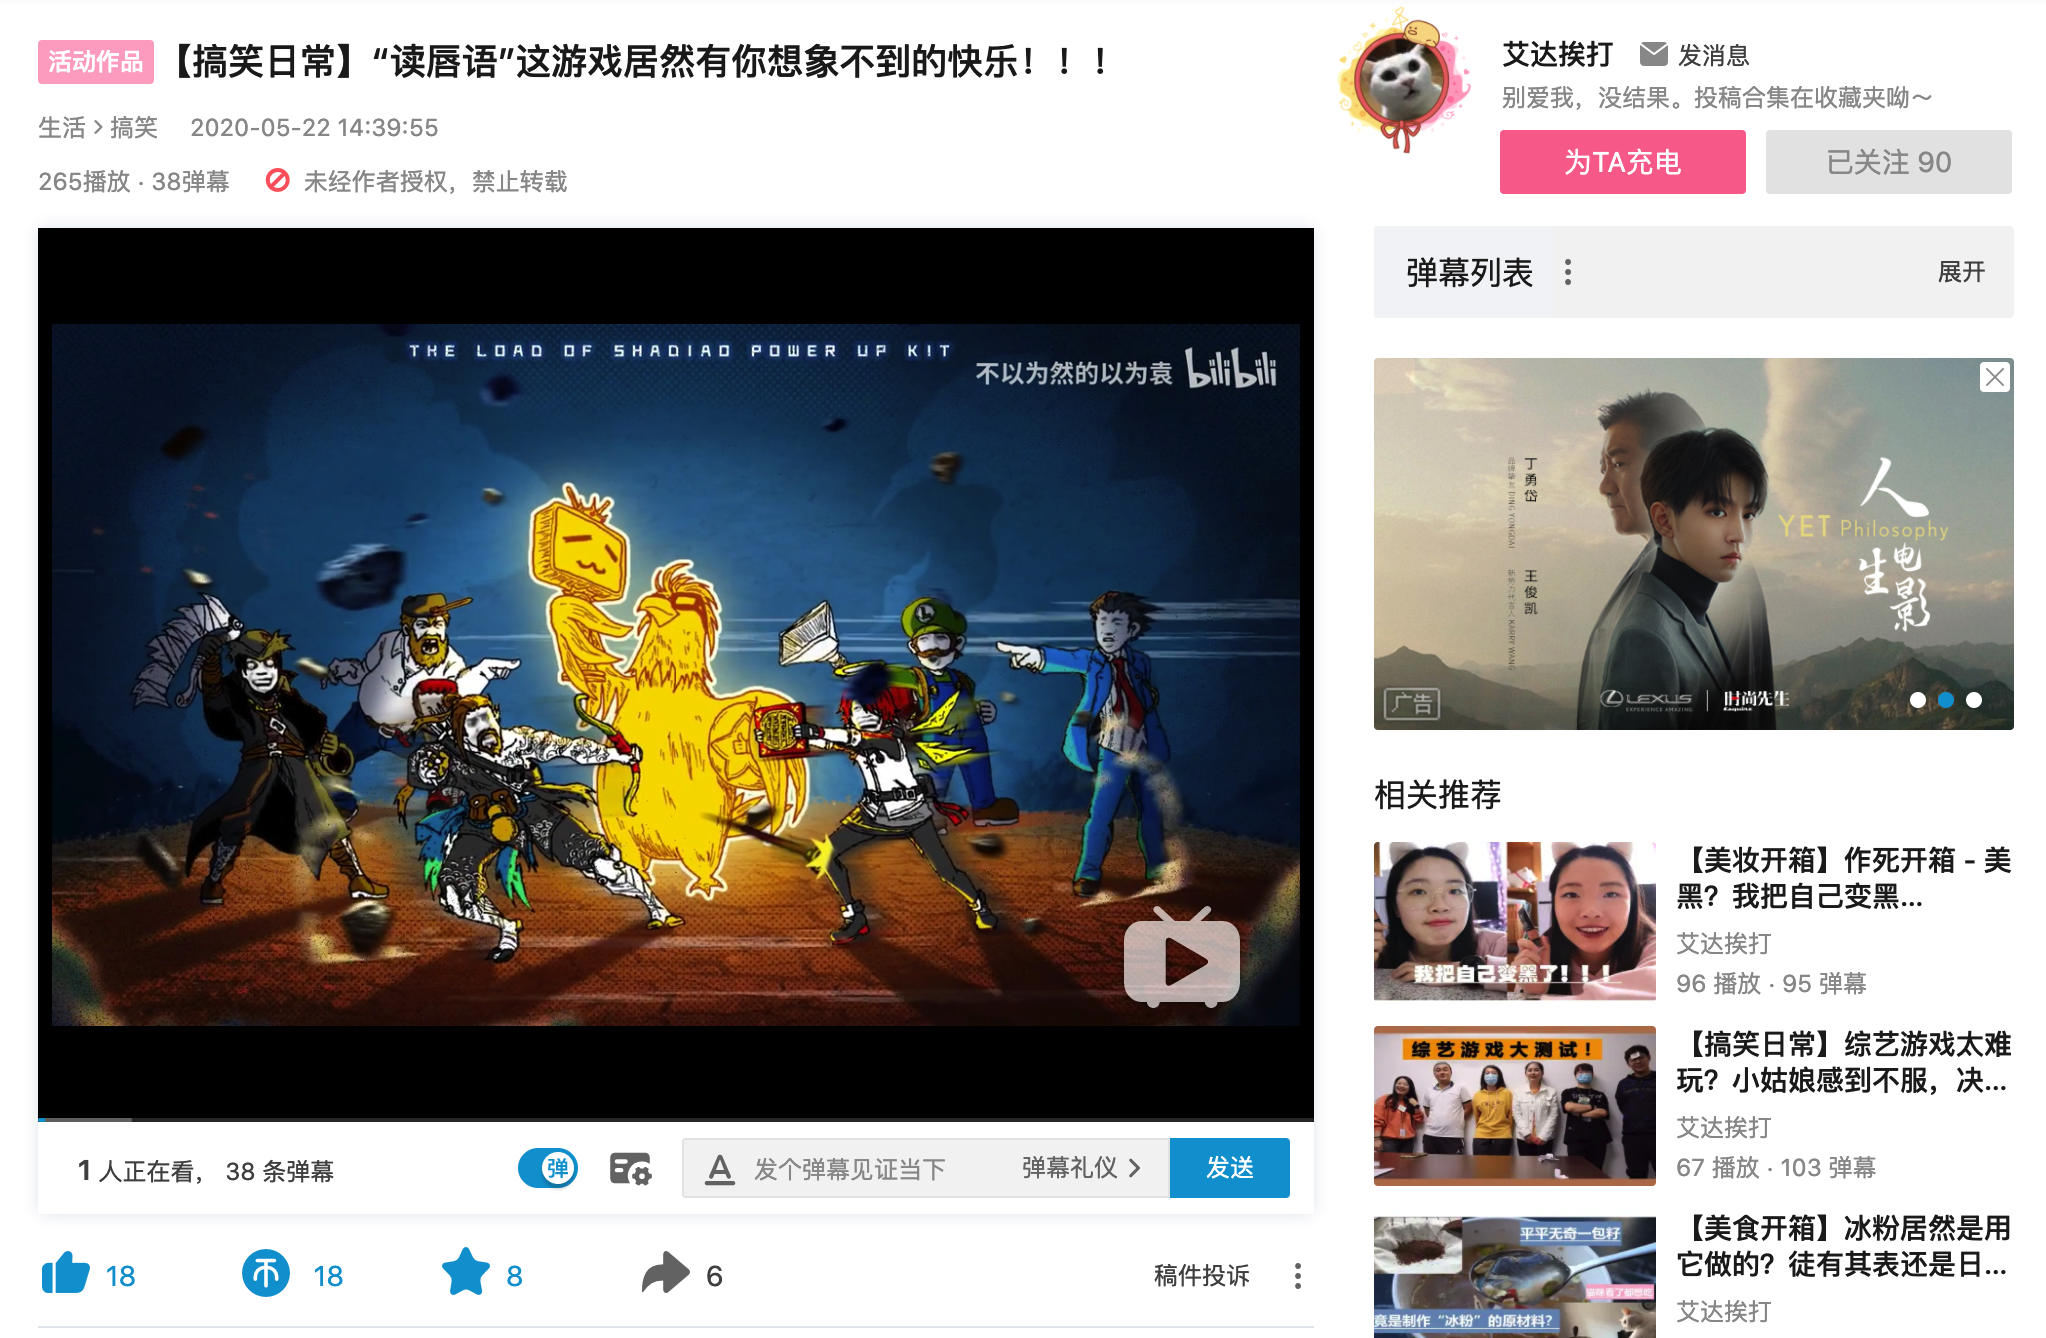 活动作品 【搞笑日常】“读唇语”这游戏居然有你想象不到的快乐！！！
生活 > 搞笑 2020-05-22 14:39:55
265播放 · 38弹幕 未经作者授权，禁止转载
艾达挨打 发消息
别爱我，没结果。投稿合集在收藏夹呦～
为TA充电 已关注 90
THE LOAD OF SHADIAO POWER UP KIT
不以为然的以为袁 bilibili
1 人正在看， 38 条弹幕
弹
发个弹幕见证当下 弹幕礼仪 > 发送
18 18 8 6 稿件投诉
弹幕列表 展开
丁勇岱
王俊凯
人生电影
YET Philosophy
广告
LEXUS
EXPERIENCE AMAZING
时尚先生
Esquire
相关推荐
我把自己变黑了！！！
【美妆开箱】作死开箱 - 美
黑？我把自己变黑...
艾达挨打
96 播放 · 95 弹幕
综艺游戏大测试！
【搞笑日常】综艺游戏太难
玩？小姑娘感到不服，决...
艾达挨打
67 播放 · 103 弹幕
平平无奇一包籽
竟是制作“冰粉”的原材料？
【美食开箱】冰粉居然是用
它做的？徒有其表还是日...
艾达挨打